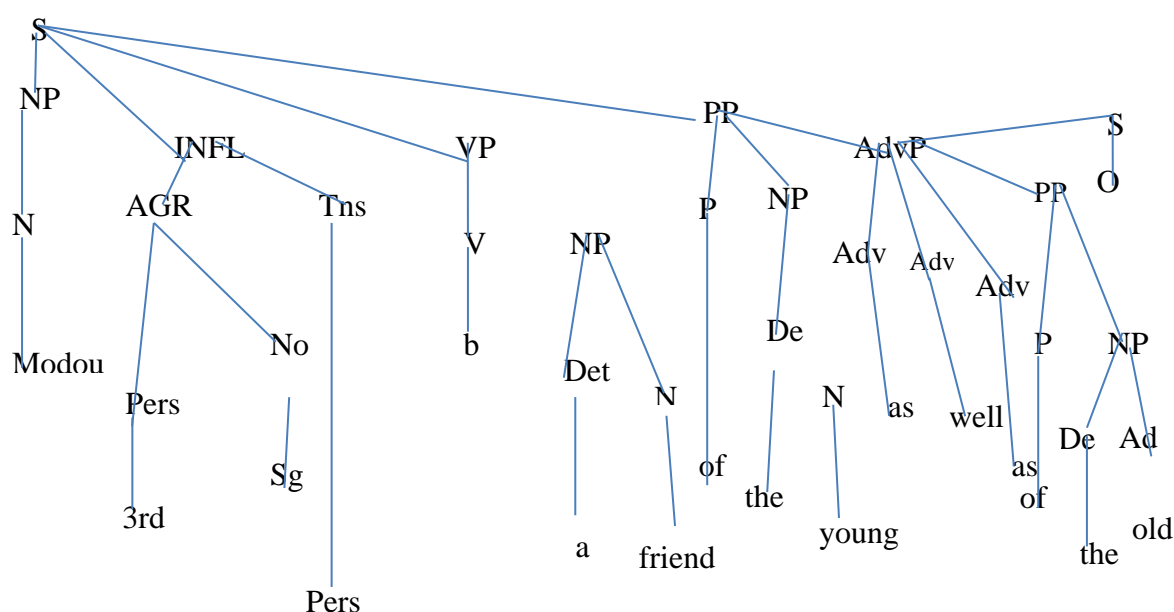 S
NP
PP
S
INFL
VP
AdvP
O
AGR
Tns
P
NP
PP
N
V
NP
Adv
Adv
Adv
No
b
De
P
NP
Modou
Det
Pers
N
N
as
well
De
Ad
Sg
of
the
as
of
3rd
young
old
a
friend
the
Pers